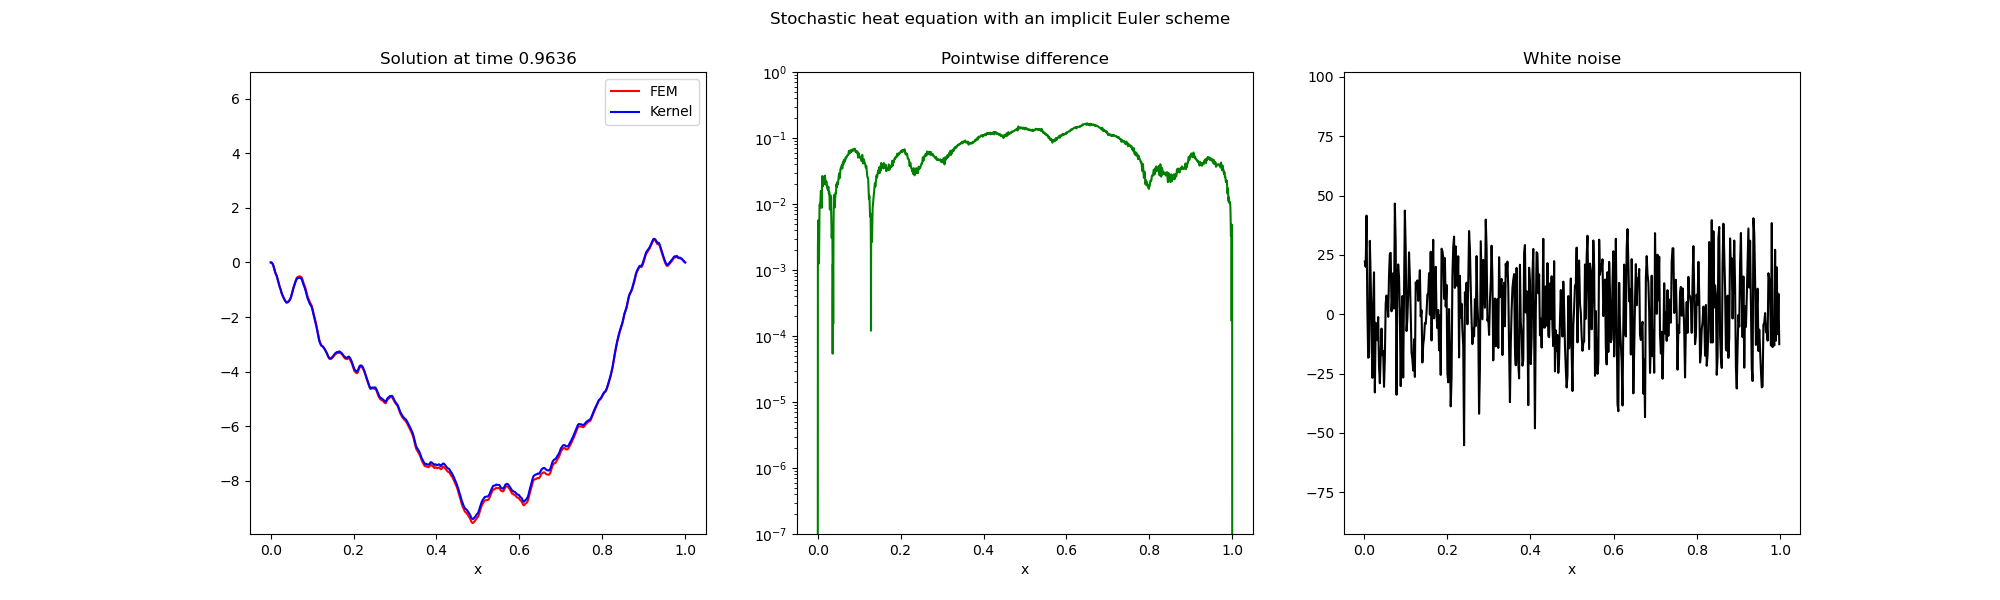 Stochastic heat equation with an implicit Euler scheme
Solution at time 0.9636
FEM
Kernel
6
4
2
0
−2
−4
−6
−8
0.0 0.2 0.4 0.6 0.8 1.0
x
Pointwise difference
10^0
10^−1
10^−2
10^−3
10^−4
10^−5
10^−6
10^−7
0.0 0.2 0.4 0.6 0.8 1.0
x
White noise
100
75
50
25
0
−25
−50
−75
0.0 0.2 0.4 0.6 0.8 1.0
x